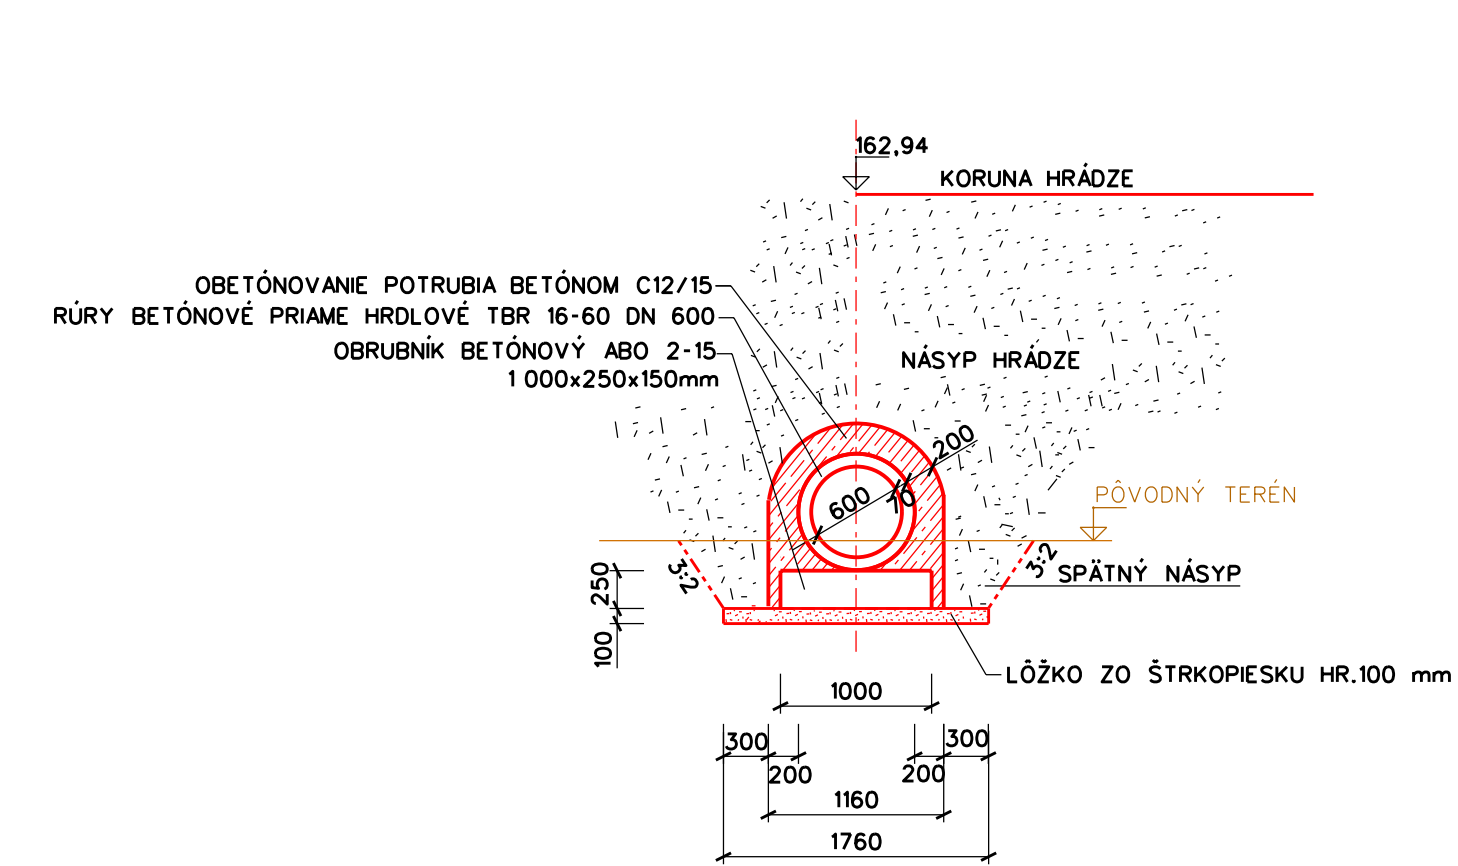 162,94
KORUNA HRÁDZE
OBETÓNOVANIE POTRUBIA BETÓNOM C12/15
RÚRY BETÓNOVÉ PRIAME HRDLOVÉ TBR 16-60 DN 600
OBRUBNÍK BETÓNOVÝ ABO 2-15
1 000x250x150mm
NÁSYP HRÁDZE
200
70
600
PÔVODNÝ TERÉN
3:2
3:2
SPÄTNÝ NÁSYP
250
100
LÔŽKO ZO ŠTRKOPIESKU HR.100 mm
1000
300
300
200
200
1160
1760